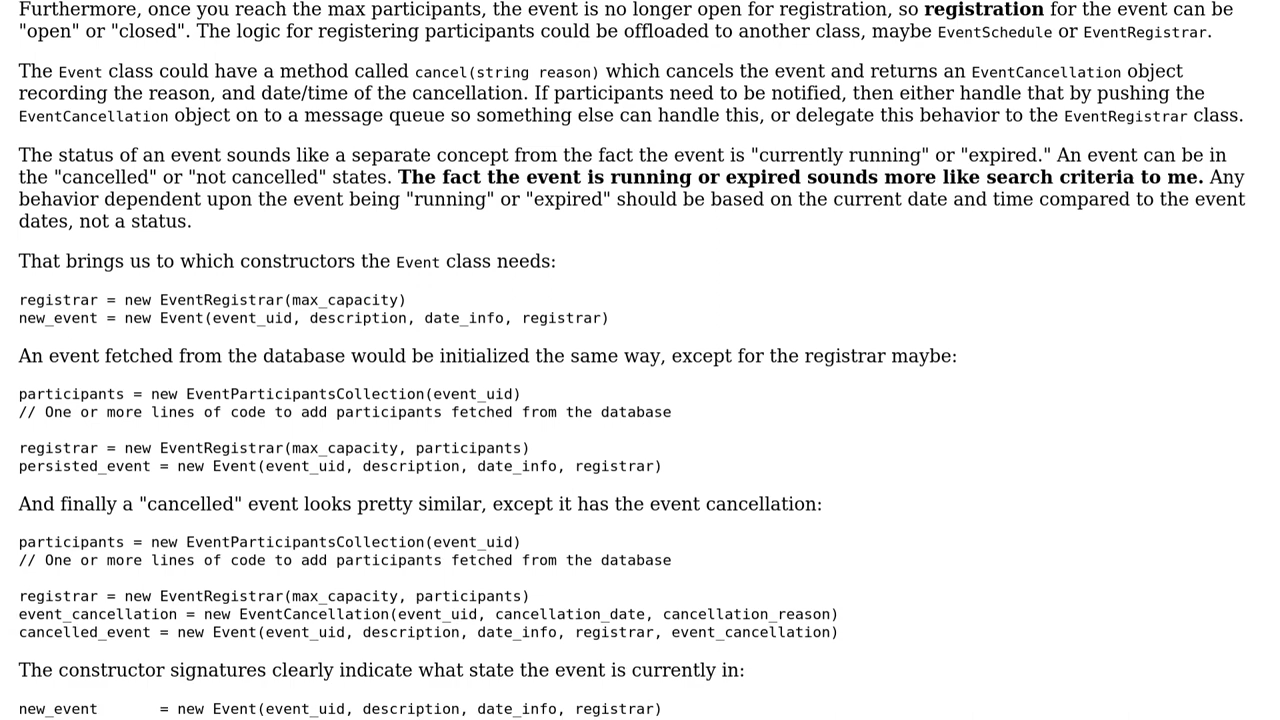 Furthermore, once you reach the max participants, the event is no longer open for registration, so registration for the event can be
"open" or "closed". The logic for registering participants could be offloaded to another class, maybe EventSchedule or EventRegistrar.
The Event class could have a method called cancel(string reason) which cancels the event and returns an EventCancellation object
recording the reason, and date/time of the cancellation. If participants need to be notified, then either handle that by pushing the
EventCancellation object on to a message queue so something else can handle this, or delegate this behavior to the EventRegistrar class.
The status of an event sounds like a separate concept from the fact the event is "currently running" or "expired." An event can be in
the "cancelled" or "not cancelled" states. The fact the event is running or expired sounds more like search criteria to me. Any
behavior dependent upon the event being "running" or "expired" should be based on the current date and time compared to the event
dates, not a status.
That brings us to which constructors the Event class needs:
registrar = new EventRegistrar(max_capacity)
new_event = new Event(event_uid, description, date_info, registrar)
An event fetched from the database would be initialized the same way, except for the registrar maybe:
participants = new EventParticipantsCollection(event_uid)
// One or more lines of code to add participants fetched from the database
registrar = new EventRegistrar(max_capacity, participants)
persisted_event = new Event(event_uid, description, date_info, registrar)
And finally a "cancelled" event looks pretty similar, except it has the event cancellation:
participants = new EventParticipantsCollection(event_uid)
// One or more lines of code to add participants fetched from the database
registrar = new EventRegistrar(max_capacity, participants)
event_cancellation = new EventCancellation(event_uid, cancellation_date, cancellation_reason)
cancelled_event = new Event(event_uid, description, date_info, registrar, event_cancellation)
The constructor signatures clearly indicate what state the event is currently in:
new_event       = new Event(event_uid, description, date_info, registrar)